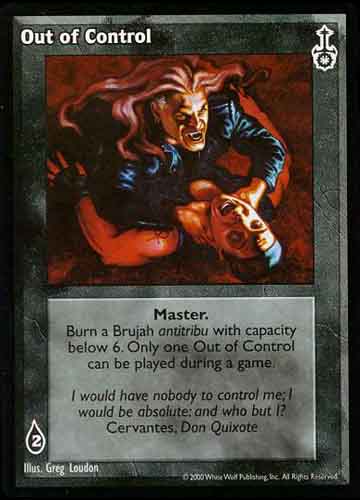 Out of Control
Master.
Burn a Brujah antitribu with capacity
below 6. Only one Out of Control
can be played during a game.
I would have nobody to control me; I
would be absolute: and who but I?
Cervantes, Don Quixote
2
Illus. Greg Loudon
© 2000 White Wolf Publishing, Inc. All Rights Reserved.